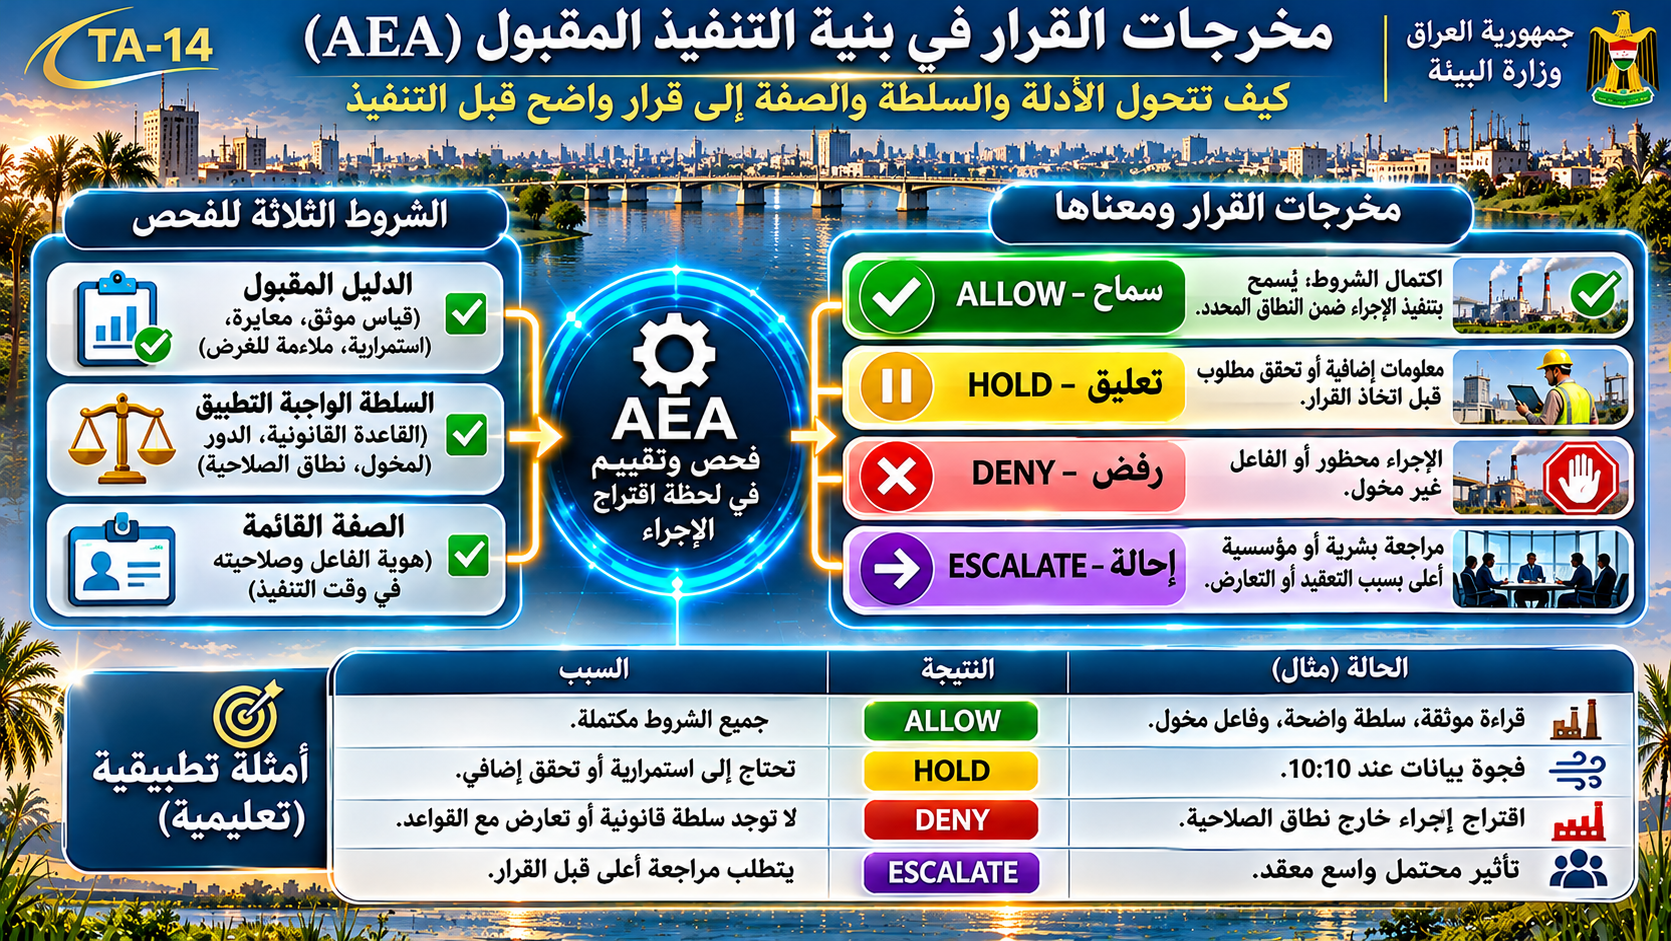 جمهورية العراق
وزارة البيئة
مخرجات القرار في بنية التنفيذ المقبول (AEA)
كيف تتحول الأدلة والسلطة والصفة إلى قرار واضح قبل التنفيذ
TA-14
مخرجات القرار ومعناها
سماح – ALLOW
اكتمال الشروط: يُسمح
بتنفيذ الإجراء ضمن النطاق المحدد.
تعليق – HOLD
معلومات إضافية أو تحقق مطلوب
قبل اتخاذ القرار.
رفض – DENY
الإجراء محظور أو الفاعل
غير مخول.
إحالة – ESCALATE
مراجعة بشرية أو مؤسسية
أعلى بسبب التعقيد أو التعارض.
AEA
فحص وتقييم
في لحظة اقتراح
الإجراء
الشروط الثلاثة للفحص
الدليل المقبول
(قياس موثق، معايرة،
استمرارية، ملاءمة للغرض)
السلطة الواجبة التطبيق
(القاعدة القانونية، الدور
لمخول، نطاق الصلاحية)
الصفة القائمة
(هوية الفاعل وصلاحيته
في وقت التنفيذ)
أمثلة تطبيقية
(تعليمية)
الحالة (مثال) النتيجة السبب
قراءة موثقة، سلطة واضحة، وفاعل مخول. ALLOW جميع الشروط مكتملة.
فجوة بيانات عند 10:10. HOLD تحتاج إلى استمرارية أو تحقق إضافي.
اقتراح إجراء خارج نطاق الصلاحية. DENY لا توجد سلطة قانونية أو تعارض مع القواعد.
تأثير محتمل واسع معقد. ESCALATE يتطلب مراجعة أعلى قبل القرار.